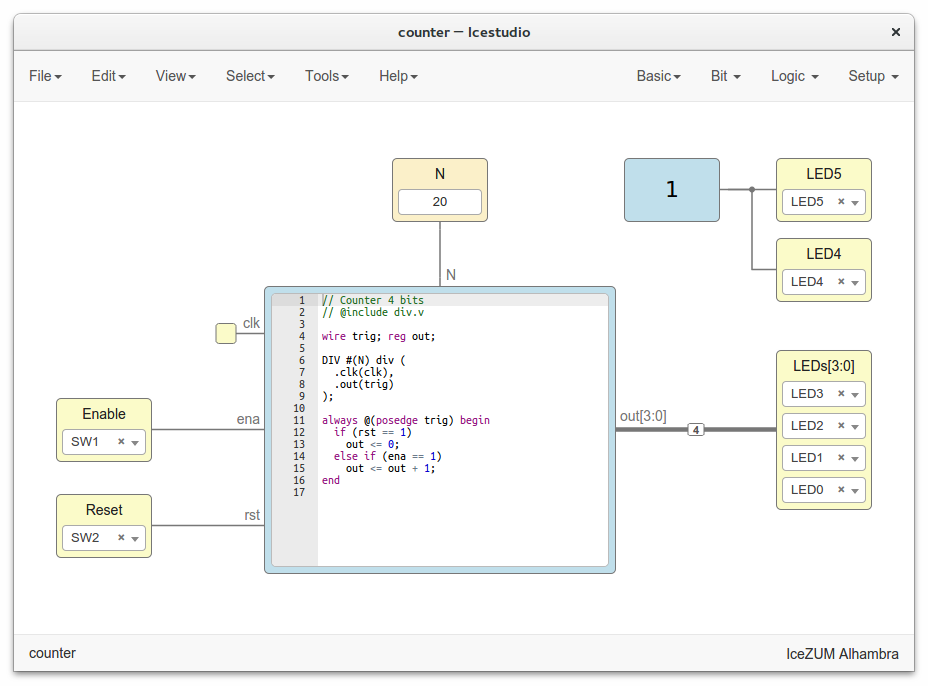 counter – Icestudio ×
File Edit View Select Tools Help Basic Bit Logic Setup
N
20
N
1
LED5
LED5 ×
LED4
LED4 ×
clk
Enable
SW1 ×
ena
Reset
SW2 ×
rst
1 // Counter 4 bits
2 // @include div.v
3
4 wire trig; reg out;
5
6 DIV #(N) div (
7   .clk(clk),
8   .out(trig)
9 );
10
11 always @(posedge trig) begin
12   if (rst == 1)
13     out <= 0;
14   else if (ena == 1)
15     out <= out + 1;
16 end
17
out[3:0]
4
LEDs[3:0]
LED3 ×
LED2 ×
LED1 ×
LED0 ×
counter IceZUM Alhambra